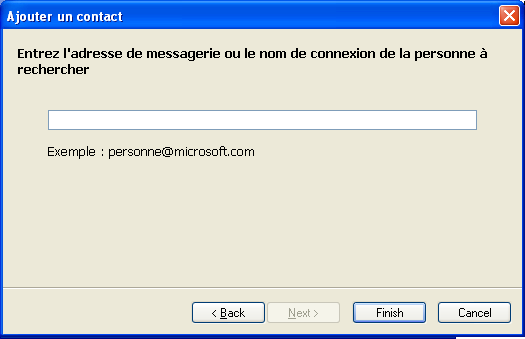 Ajouter un contact
Entrez l'adresse de messagerie ou le nom de connexion de la personne à
rechercher
Exemple : personne@microsoft.com
< Back
Next >
Finish
Cancel